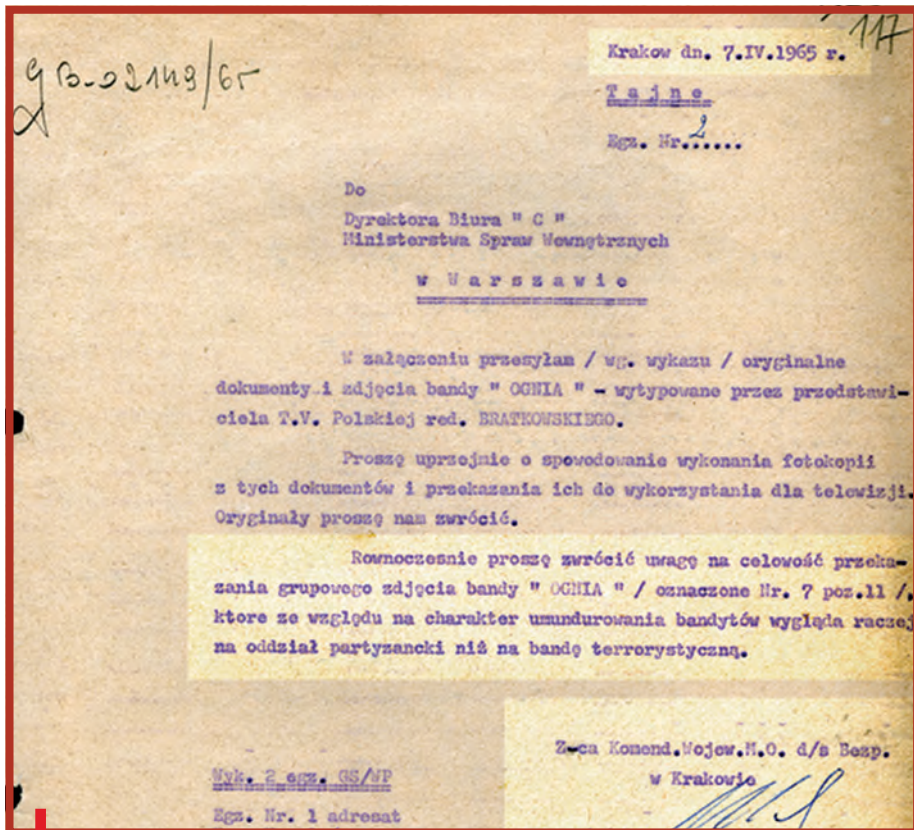 117
Krakow dn. 7.IV.1965 r.
Tajne
Egz. Nr. 2......
Do
Dyrektora Biura " C "
Ministerstwa Spraw Wewnętrznych
w Warszawie
W załączeniu przesyłam / wg. wykazu / oryginalne
dokumenty i zdjęcia bandy " OGNIA " - wytypowane przez przedstawi-
ciela T.V. Polskiej red. BRATKOWSKIEGO.
Proszę uprzejmie o spowodowanie wykonania fotokopii
z tych dokumentów i przekazania ich do wykorzystania dla telewizji.
Oryginały proszę nam zwrócić.
Rownoczesnie proszę zwrócić uwagę na celowość przeka-
zania grupowego zdjęcia bandy " OGNIA " / oznaczone Nr. 7 poz.11 /,
ktore ze względu na charakter umundurowania bandytów wygląda raczej
na oddział partyzancki niż na bandę terrorystyczną.
Z-ca Komend.Wojew.M.O. d/s Bezp.
w Krakowie
Wyk. 2 egz. GS/WP
Egz. Nr. 1 adresat